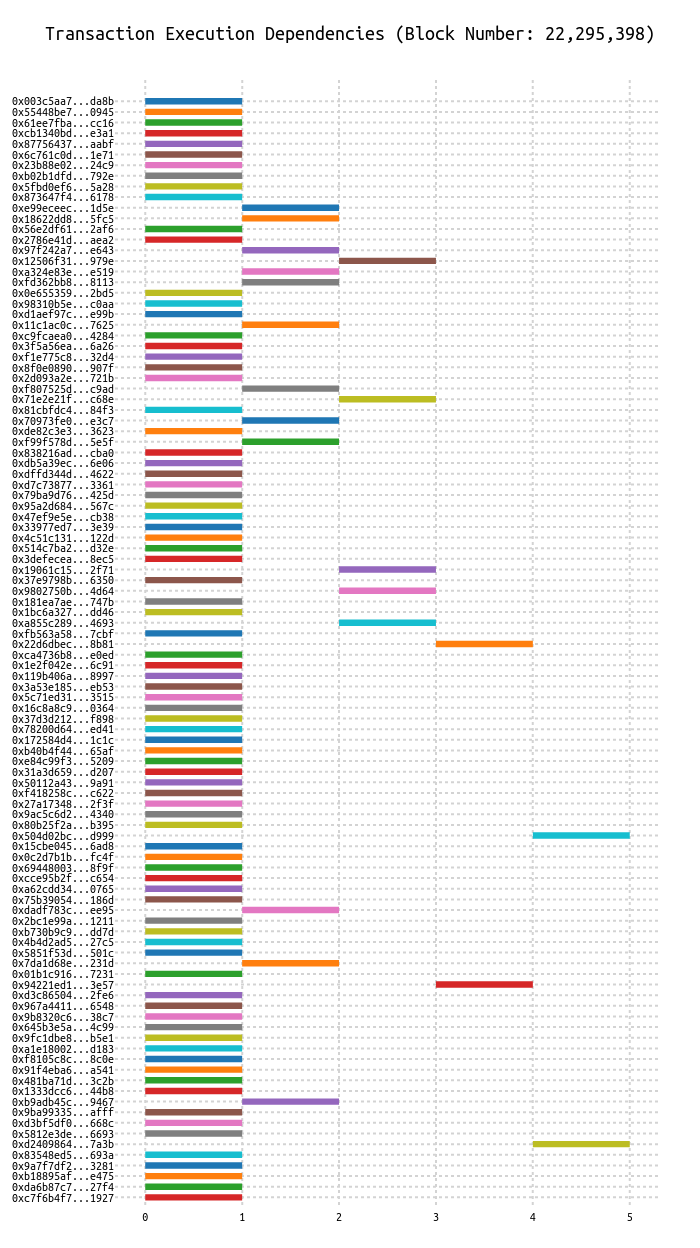 Transaction Execution Dependencies (Block Number: 22,295,398)
0x003c5aa7...da8b
0x55448be7...0945
0x61ee7fba...cc16
0xcb1340bd...e3a1
0x87756437...aabf
0x6c761c0d...1e71
0x23b88e02...24c9
0xb02b1dfd...792e
0x5fbd0ef6...5a28
0x873647f4...6178
0xe99eceec...1d5e
0x18622dd8...5fc5
0x56e2df61...2af6
0x2786e41d...aea2
0x97f242a7...e643
0x12506f31...979e
0xa324e83e...e519
0xfd362bb8...8113
0x0e655359...2bd5
0x98310b5e...c0aa
0xd1aef97c...e99b
0x11c1ac0c...7625
0xc9fcaea0...4284
0x3f5a56ea...6a26
0xf1e775c8...32d4
0x8f0e0890...907f
0x2d093a2e...721b
0xf807525d...c9ad
0x71e2e21f...c68e
0x81cbfdc4...84f3
0x70973fe0...e3c7
0xde82c3e3...3623
0xf99f578d...5e5f
0x838216ad...cba0
0xdb5a39ec...6e06
0xdffd344d...4622
0xd7c73877...3361
0x79ba9d76...425d
0x95a2d684...567c
0x47ef9e5e...cb38
0x33977ed7...3e39
0x4c51c131...122d
0x514c7ba2...d32e
0x3defecea...8ec5
0x19061c15...2f71
0x37e9798b...6350
0x9802750b...4d64
0x181ea7ae...747b
0x1bc6a327...dd46
0xa855c289...4693
0xfb563a58...7cbf
0x22d6dbec...8b81
0xca4736b8...e0ed
0x1e2f042e...6c91
0x119b406a...8997
0x3a53e185...eb53
0x5c71ed31...3515
0x16c8a8c9...0364
0x37d3d212...f898
0x78200d64...ed41
0x172584d4...1c1c
0xb40b4f44...65af
0xe84c99f3...5209
0x31a3d659...d207
0x50112a43...9a91
0xf418258c...c622
0x27a17348...2f3f
0x9ac5c6d2...4340
0x80b25f2a...b395
0x504d02bc...d999
0x15cbe045...6ad8
0x0c2d7b1b...fc4f
0x69448003...8f9f
0xcce95b2f...c654
0xa62cdd34...0765
0x75b39054...186d
0xdadf783c...ee95
0x2bc1e99a...1211
0xb730b9c9...dd7d
0x4b4d2ad5...27c5
0x5851f53d...501c
0x7da1d68e...231d
0x01b1c916...7231
0x94221ed1...3e57
0xd3c86504...2fe6
0x967a4411...6548
0x9b8320c6...38c7
0x645b3e5a...4c99
0x9fc1dbe8...b5e1
0xa1e18002...d183
0xf8105c8c...8c0e
0x91f4eba6...a541
0x481ba71d...3c2b
0x1333dcc6...44b8
0xb9adb45c...9467
0x9ba99335...afff
0xd3bf5df0...668c
0x5812e3de...6693
0xd2409864...7a3b
0x83548ed5...693a
0x9a7f7df2...3281
0xb18895af...e475
0xda6b87c7...27f4
0xc7f6b4f7...1927
0 1 2 3 4 5